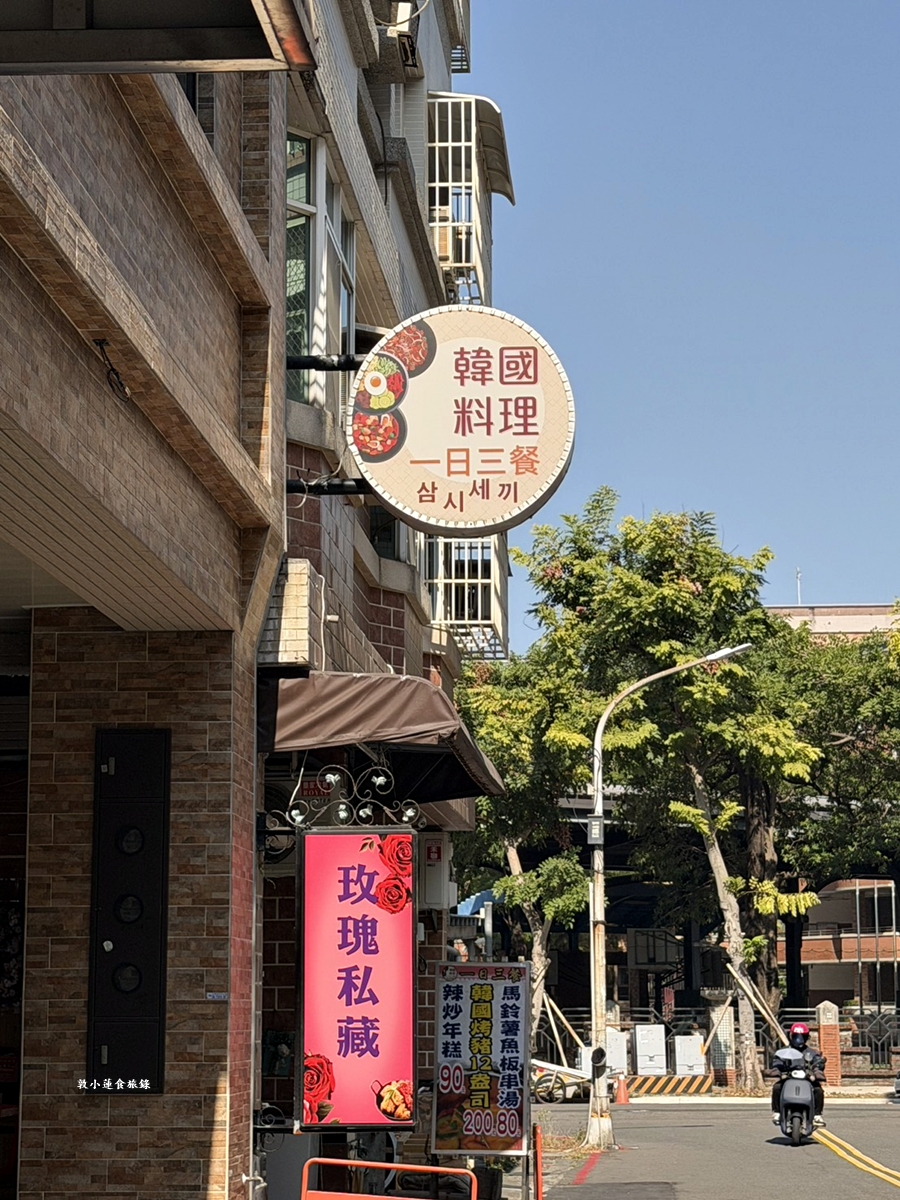 韓國
料理
一日三餐
삼시세끼
玫瑰私藏
一日三餐
馬鈴薯魚板串湯
80
韓國烤豬12盎司
200
辣炒年糕
90
敦小蓮食旅錄